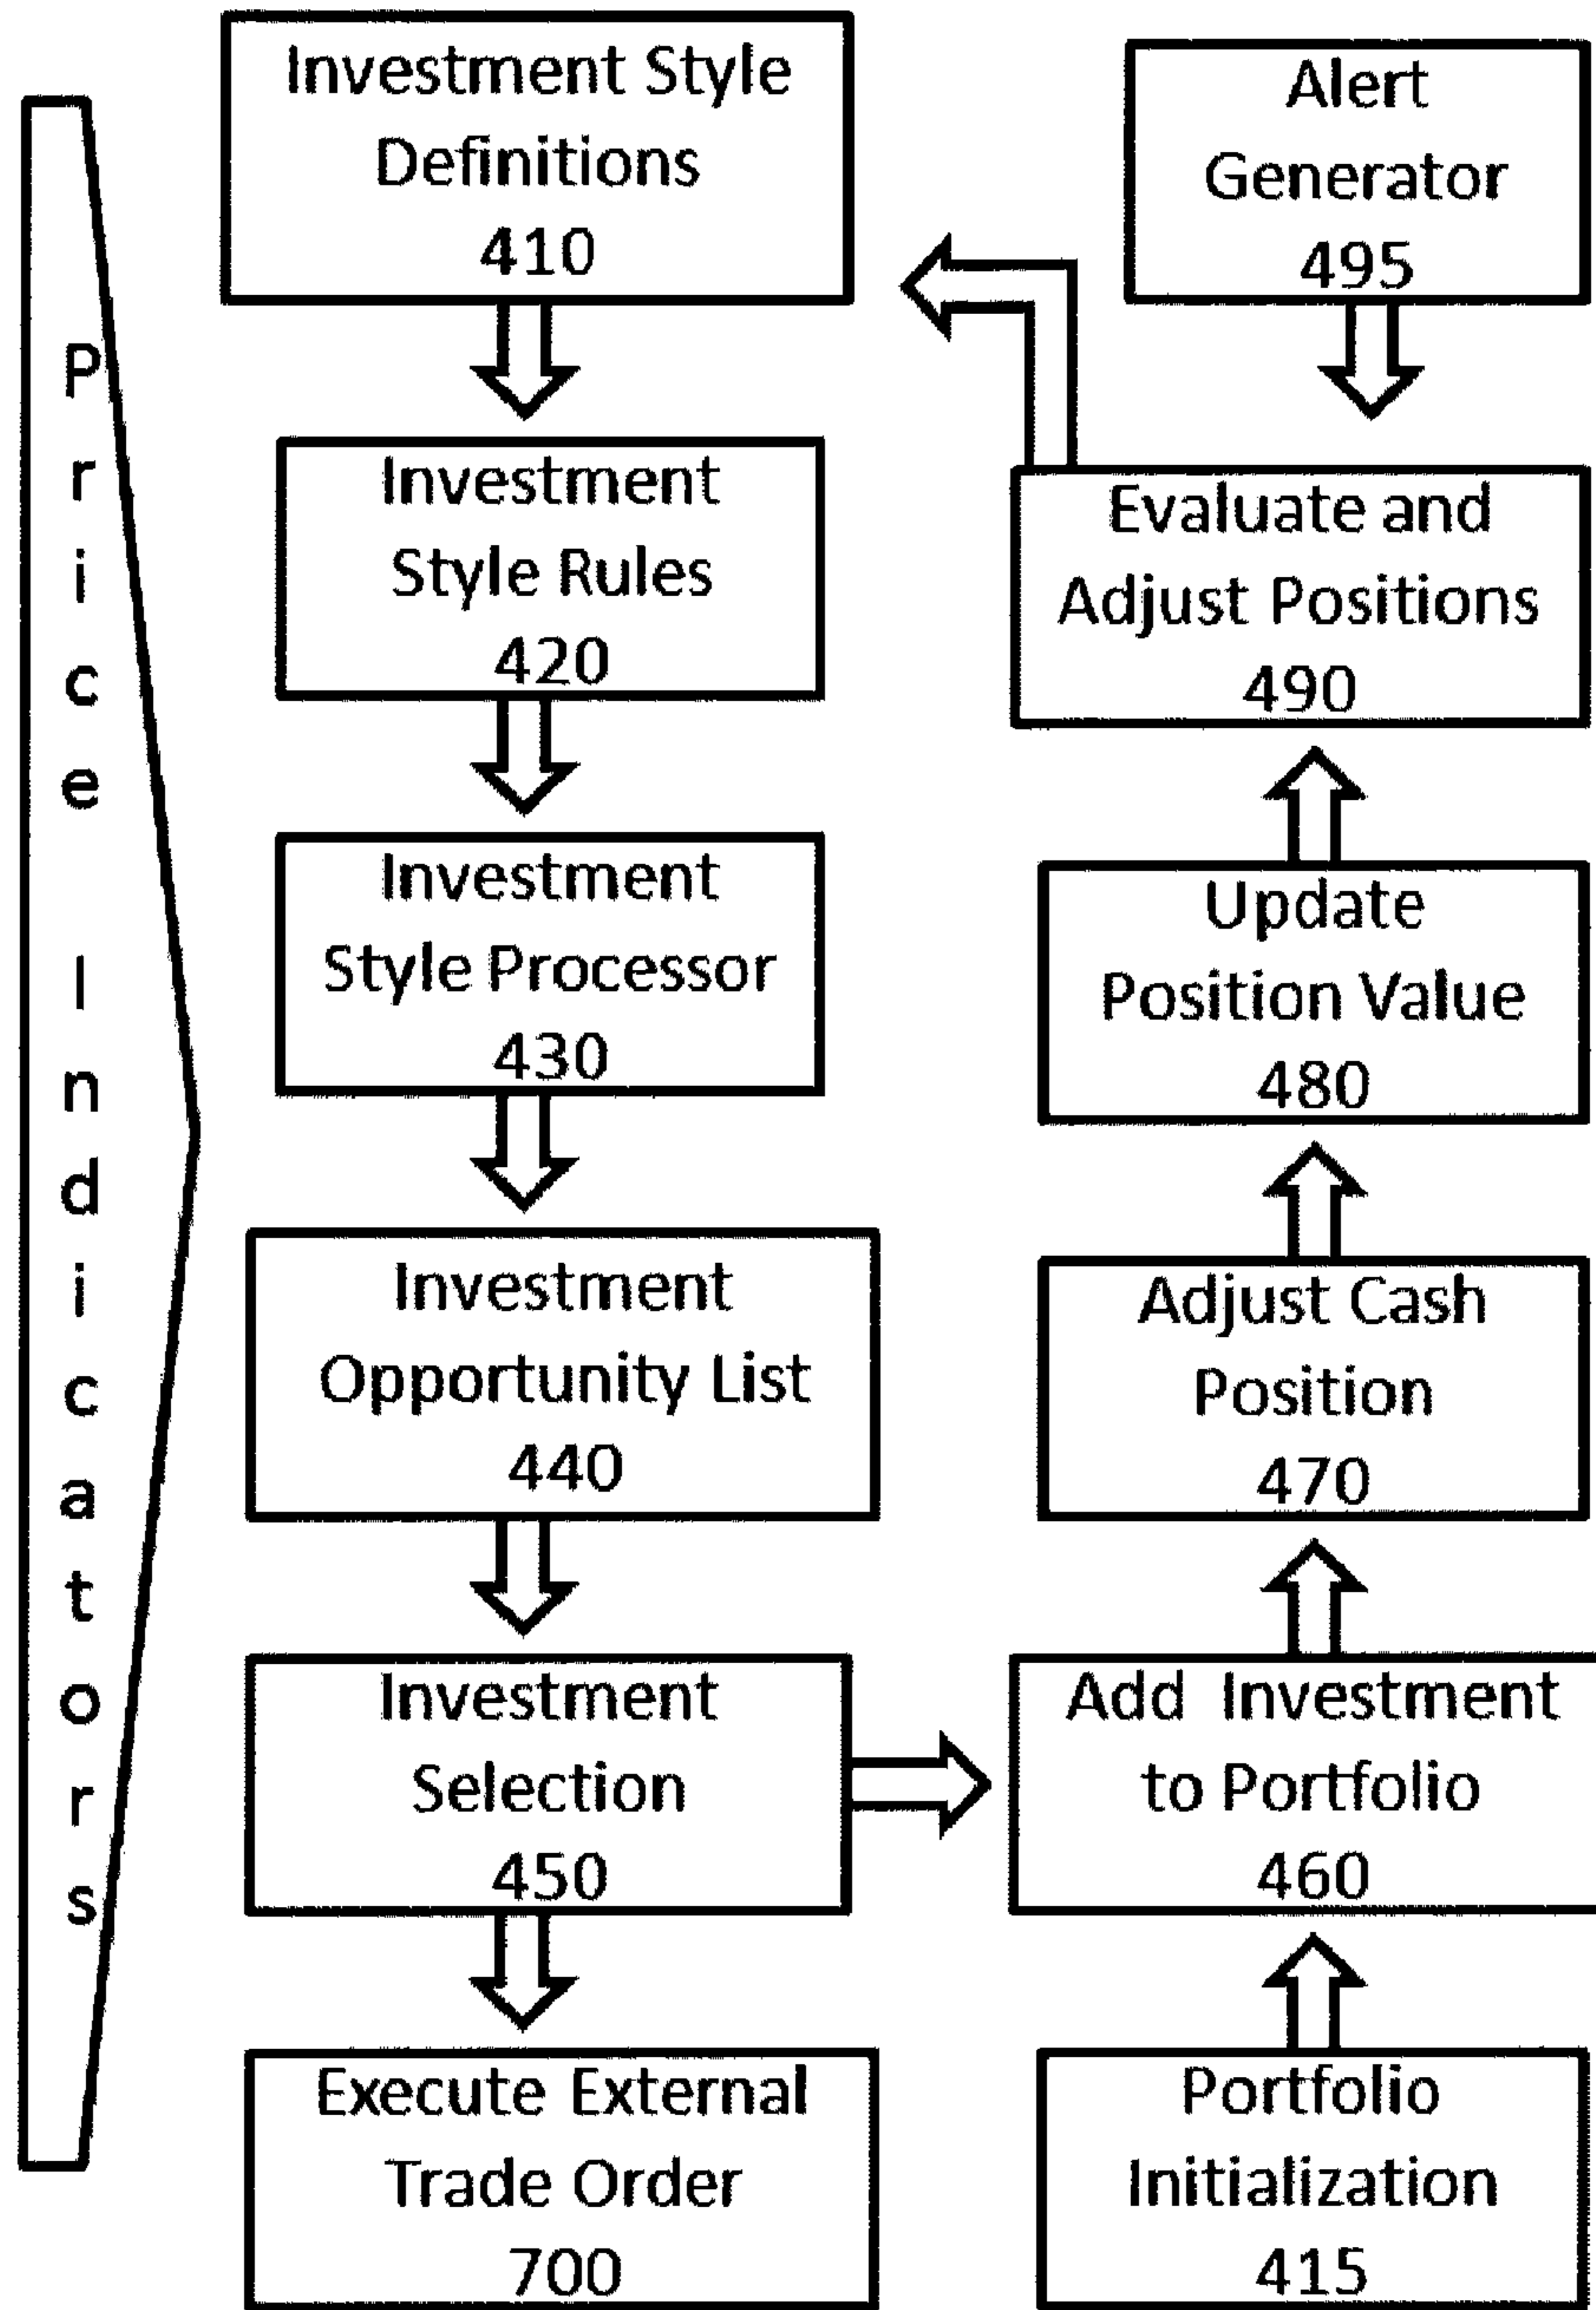 Price Indicators
Investment Style
Definitions
410
Investment
Style Rules
420
Investment
Style Processor
430
Investment
Opportunity List
440
Investment
Selection
450
Execute External
Trade Order
700
Alert
Generator
495
Evaluate and
Adjust Positions
490
Update
Position Value
480
Adjust Cash
Position
470
Add Investment
to Portfolio
460
Portfolio
Initialization
415